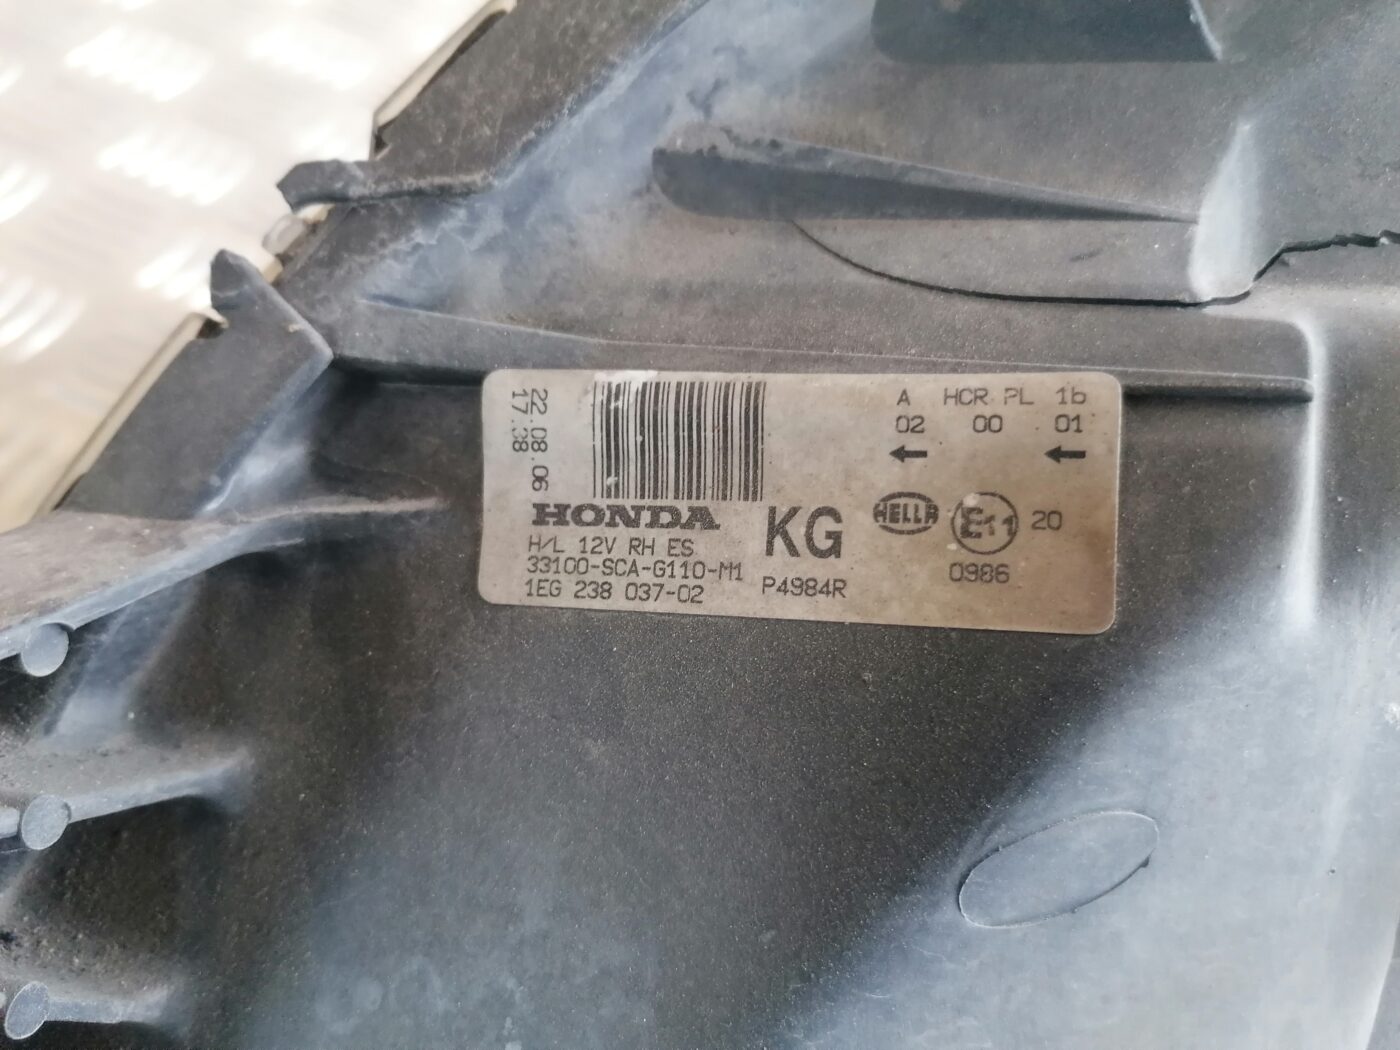 22.08.06
17:38
HONDA
H/L 12V RH ES
33100-SCA-G110-M1
1EG 238 037-02
KG
P4984R
A HCR PL 1b
02 00 01
HELLA
E11 20
0986